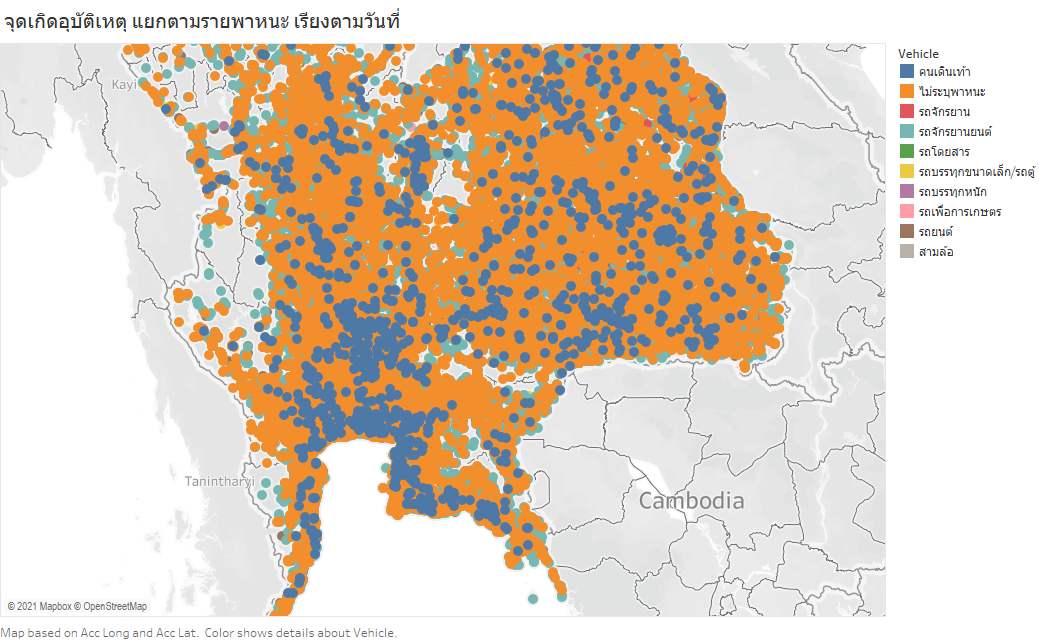 จุดเกิดอุบัติเหตุ แยกตามรายพาหนะ เรียงตามวันที่
Kayi
Tanintharyi
Cambodia
© 2021 Mapbox © OpenStreetMap
Vehicle
คนเดินเท้า
ไม่ระบุพาหนะ
รถจักรยาน
รถจักรยานยนต์
รถโดยสาร
รถบรรทุกขนาดเล็ก/รถตู้
รถบรรทุกหนัก
รถเพื่อการเกษตร
รถยนต์
สามล้อ
Map based on Acc Long and Acc Lat. Color shows details about Vehicle.